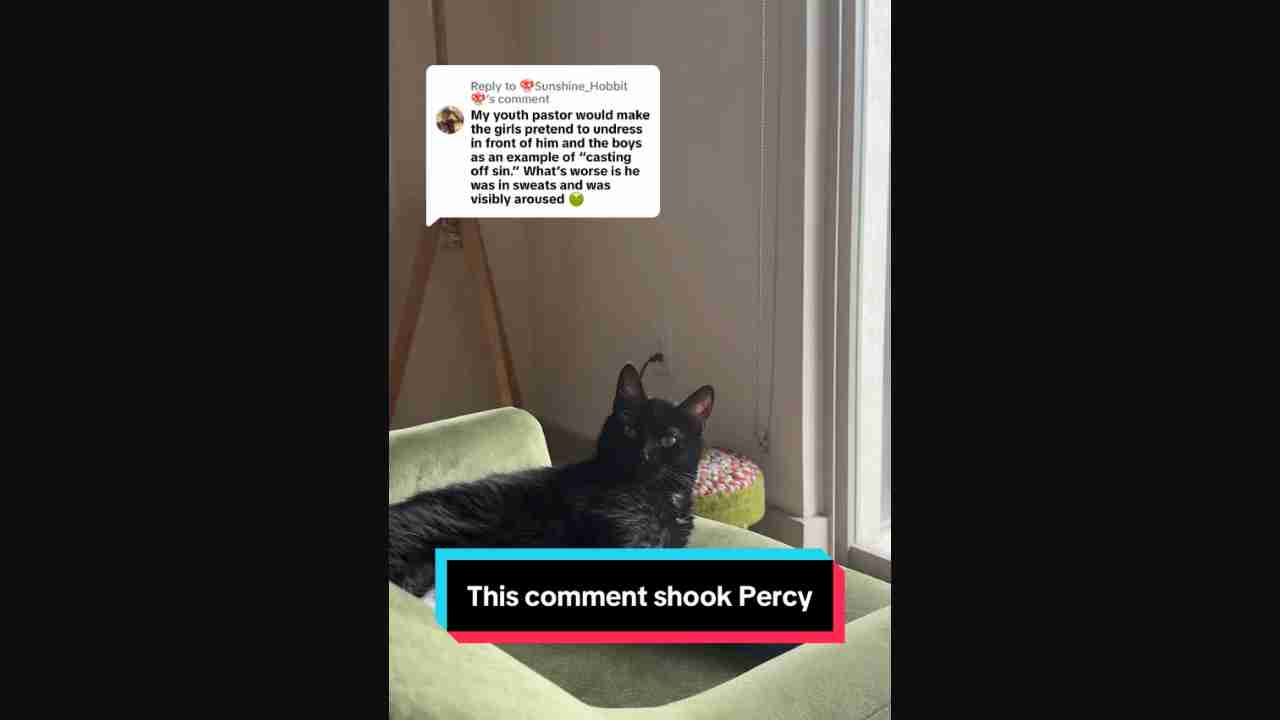 Reply to 🍄Sunshine_Hobbit
🍄's comment
My youth pastor would make
the girls pretend to undress
in front of him and the boys
as an example of “casting
off sin.” What’s worse is he
was in sweats and was
visibly aroused 🤢
This comment shook Percy